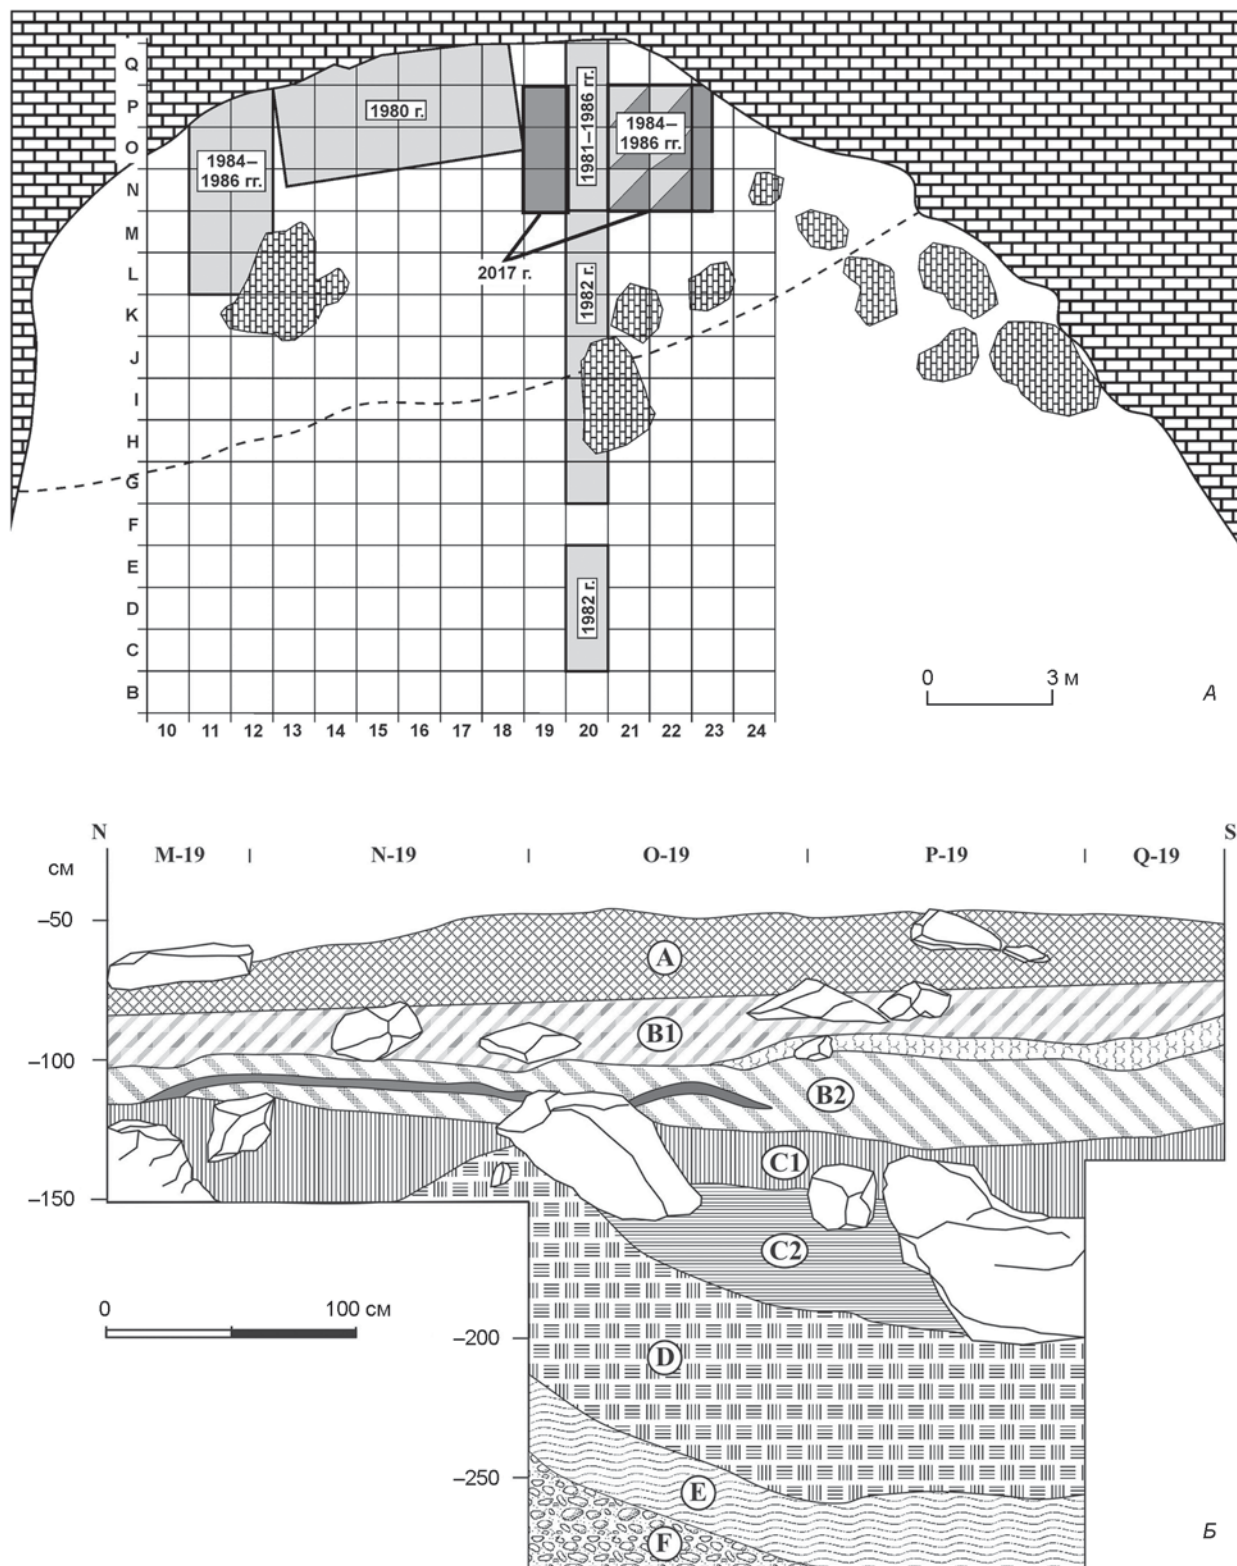 Q
P
O
N
M
L
K
J
I
H
G
F
E
D
C
B
1980 г.
1984–
1986 гг.
1981–1986 гг.
1984–
1986 гг.
2017 г.
1982 г.
1982 г.
0 3 м
А
10 11 12 13 14 15 16 17 18 19 20 21 22 23 24
N S
M-19 N-19 O-19 P-19 Q-19
см
–50
–100
–150
–200
–250
A
B1
B2
C1
C2
D
E
F
0 100 см
Б